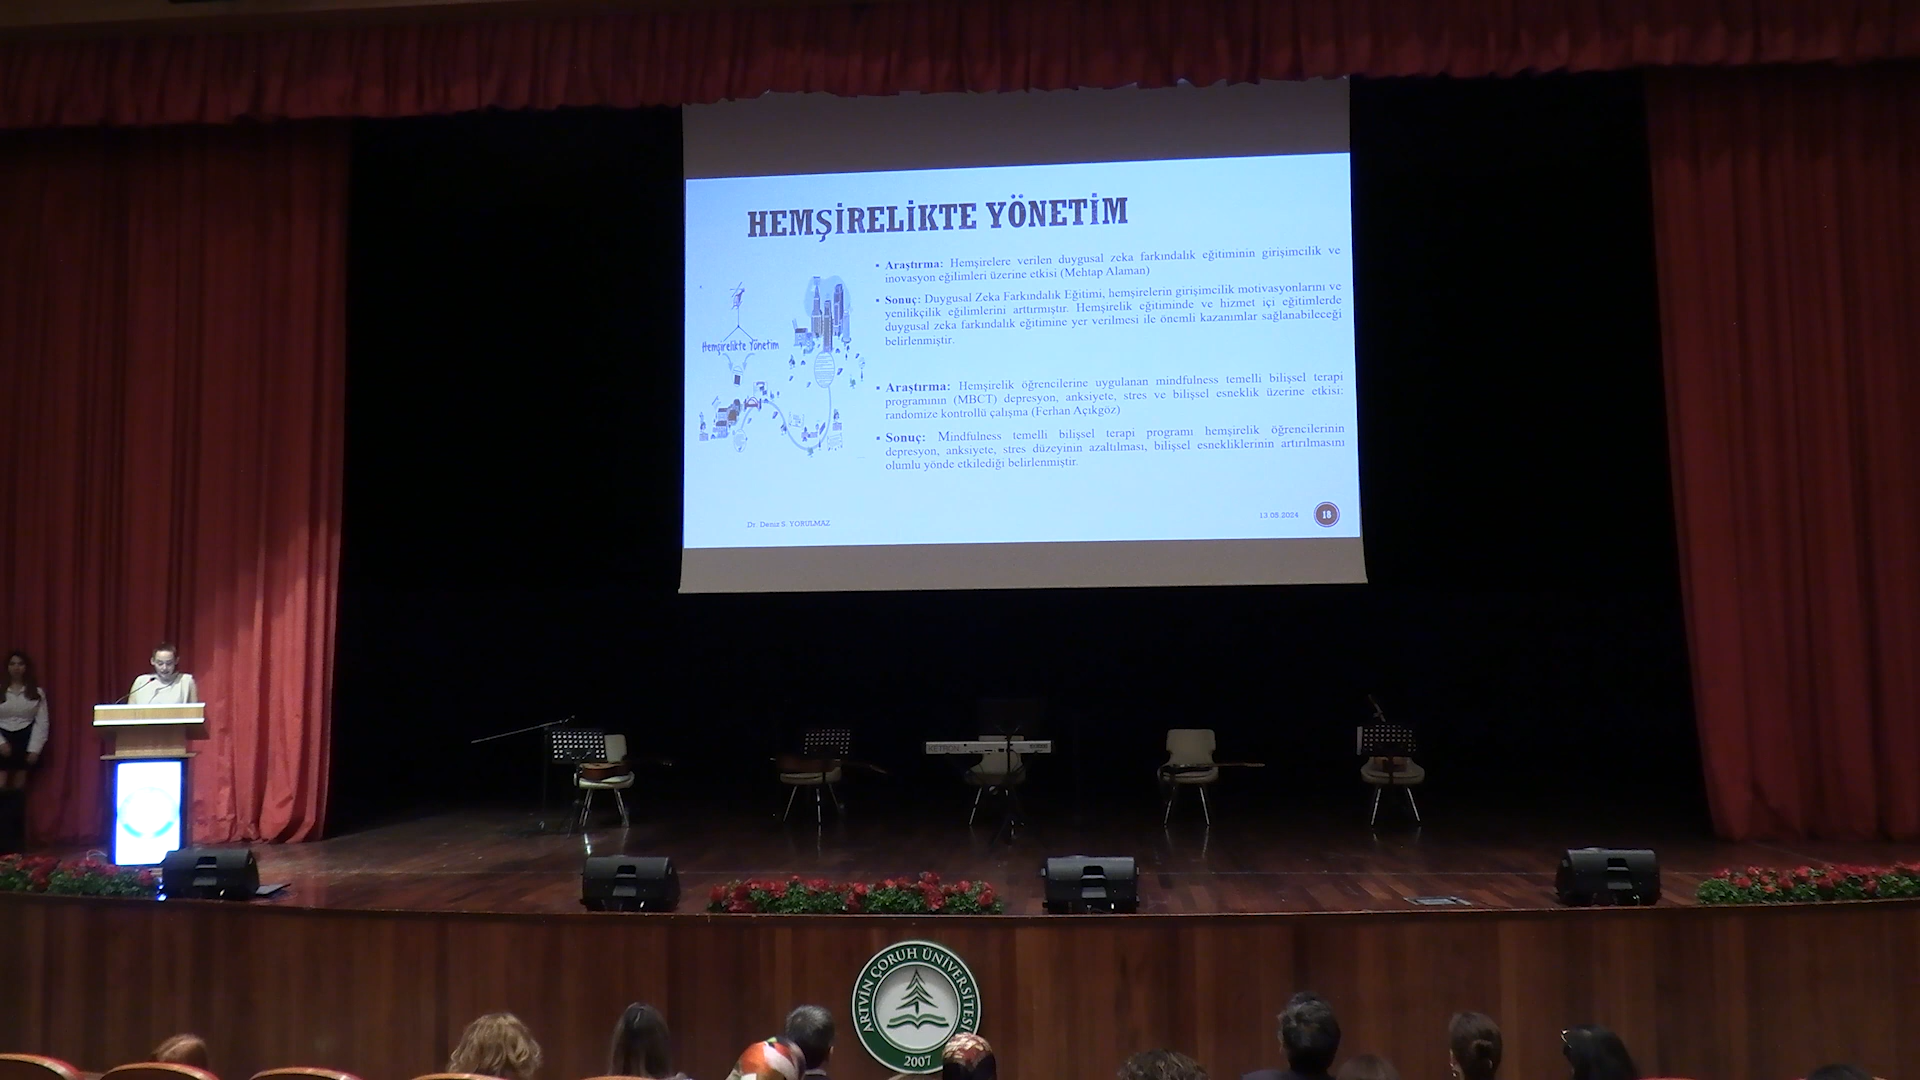 HEMŞİRELİKTE YÖNETİM
Hemşirelikte Yönetim
▪ Araştırma: Hemşirelere verilen duygusal zeka farkındalık eğitiminin girişimcilik ve
inovasyon eğilimleri üzerine etkisi (Mehtap Alaman)
▪ Sonuç: Duygusal Zeka Farkındalık Eğitimi, hemşirelerin girişimcilik motivasyonlarını ve
yenilikçilik eğilimlerini arttırmıştır. Hemşirelik eğitiminde ve hizmet içi eğitimlerde
duygusal zeka farkındalık eğitimine yer verilmesi ile önemli kazanımlar sağlanabileceği
belirlenmiştir.
▪ Araştırma: Hemşirelik öğrencilerine uygulanan mindfulness temelli bilişsel terapi
programının (MBCT) depresyon, anksiyete, stres ve bilişsel esneklik üzerine etkisi:
randomize kontrollü çalışma (Ferhan Açıkgöz)
▪ Sonuç: Mindfulness temelli bilişsel terapi programı hemşirelik öğrencilerinin
depresyon, anksiyete, stres düzeyinin azaltılması, bilişsel esnekliklerinin artırılmasını
olumlu yönde etkilediği belirlenmiştir.
Dr. Deniz S. YORULMAZ
13.05.2024
18
KETRON
ARTVİN ÇORUH ÜNİVERSİTESİ
2007